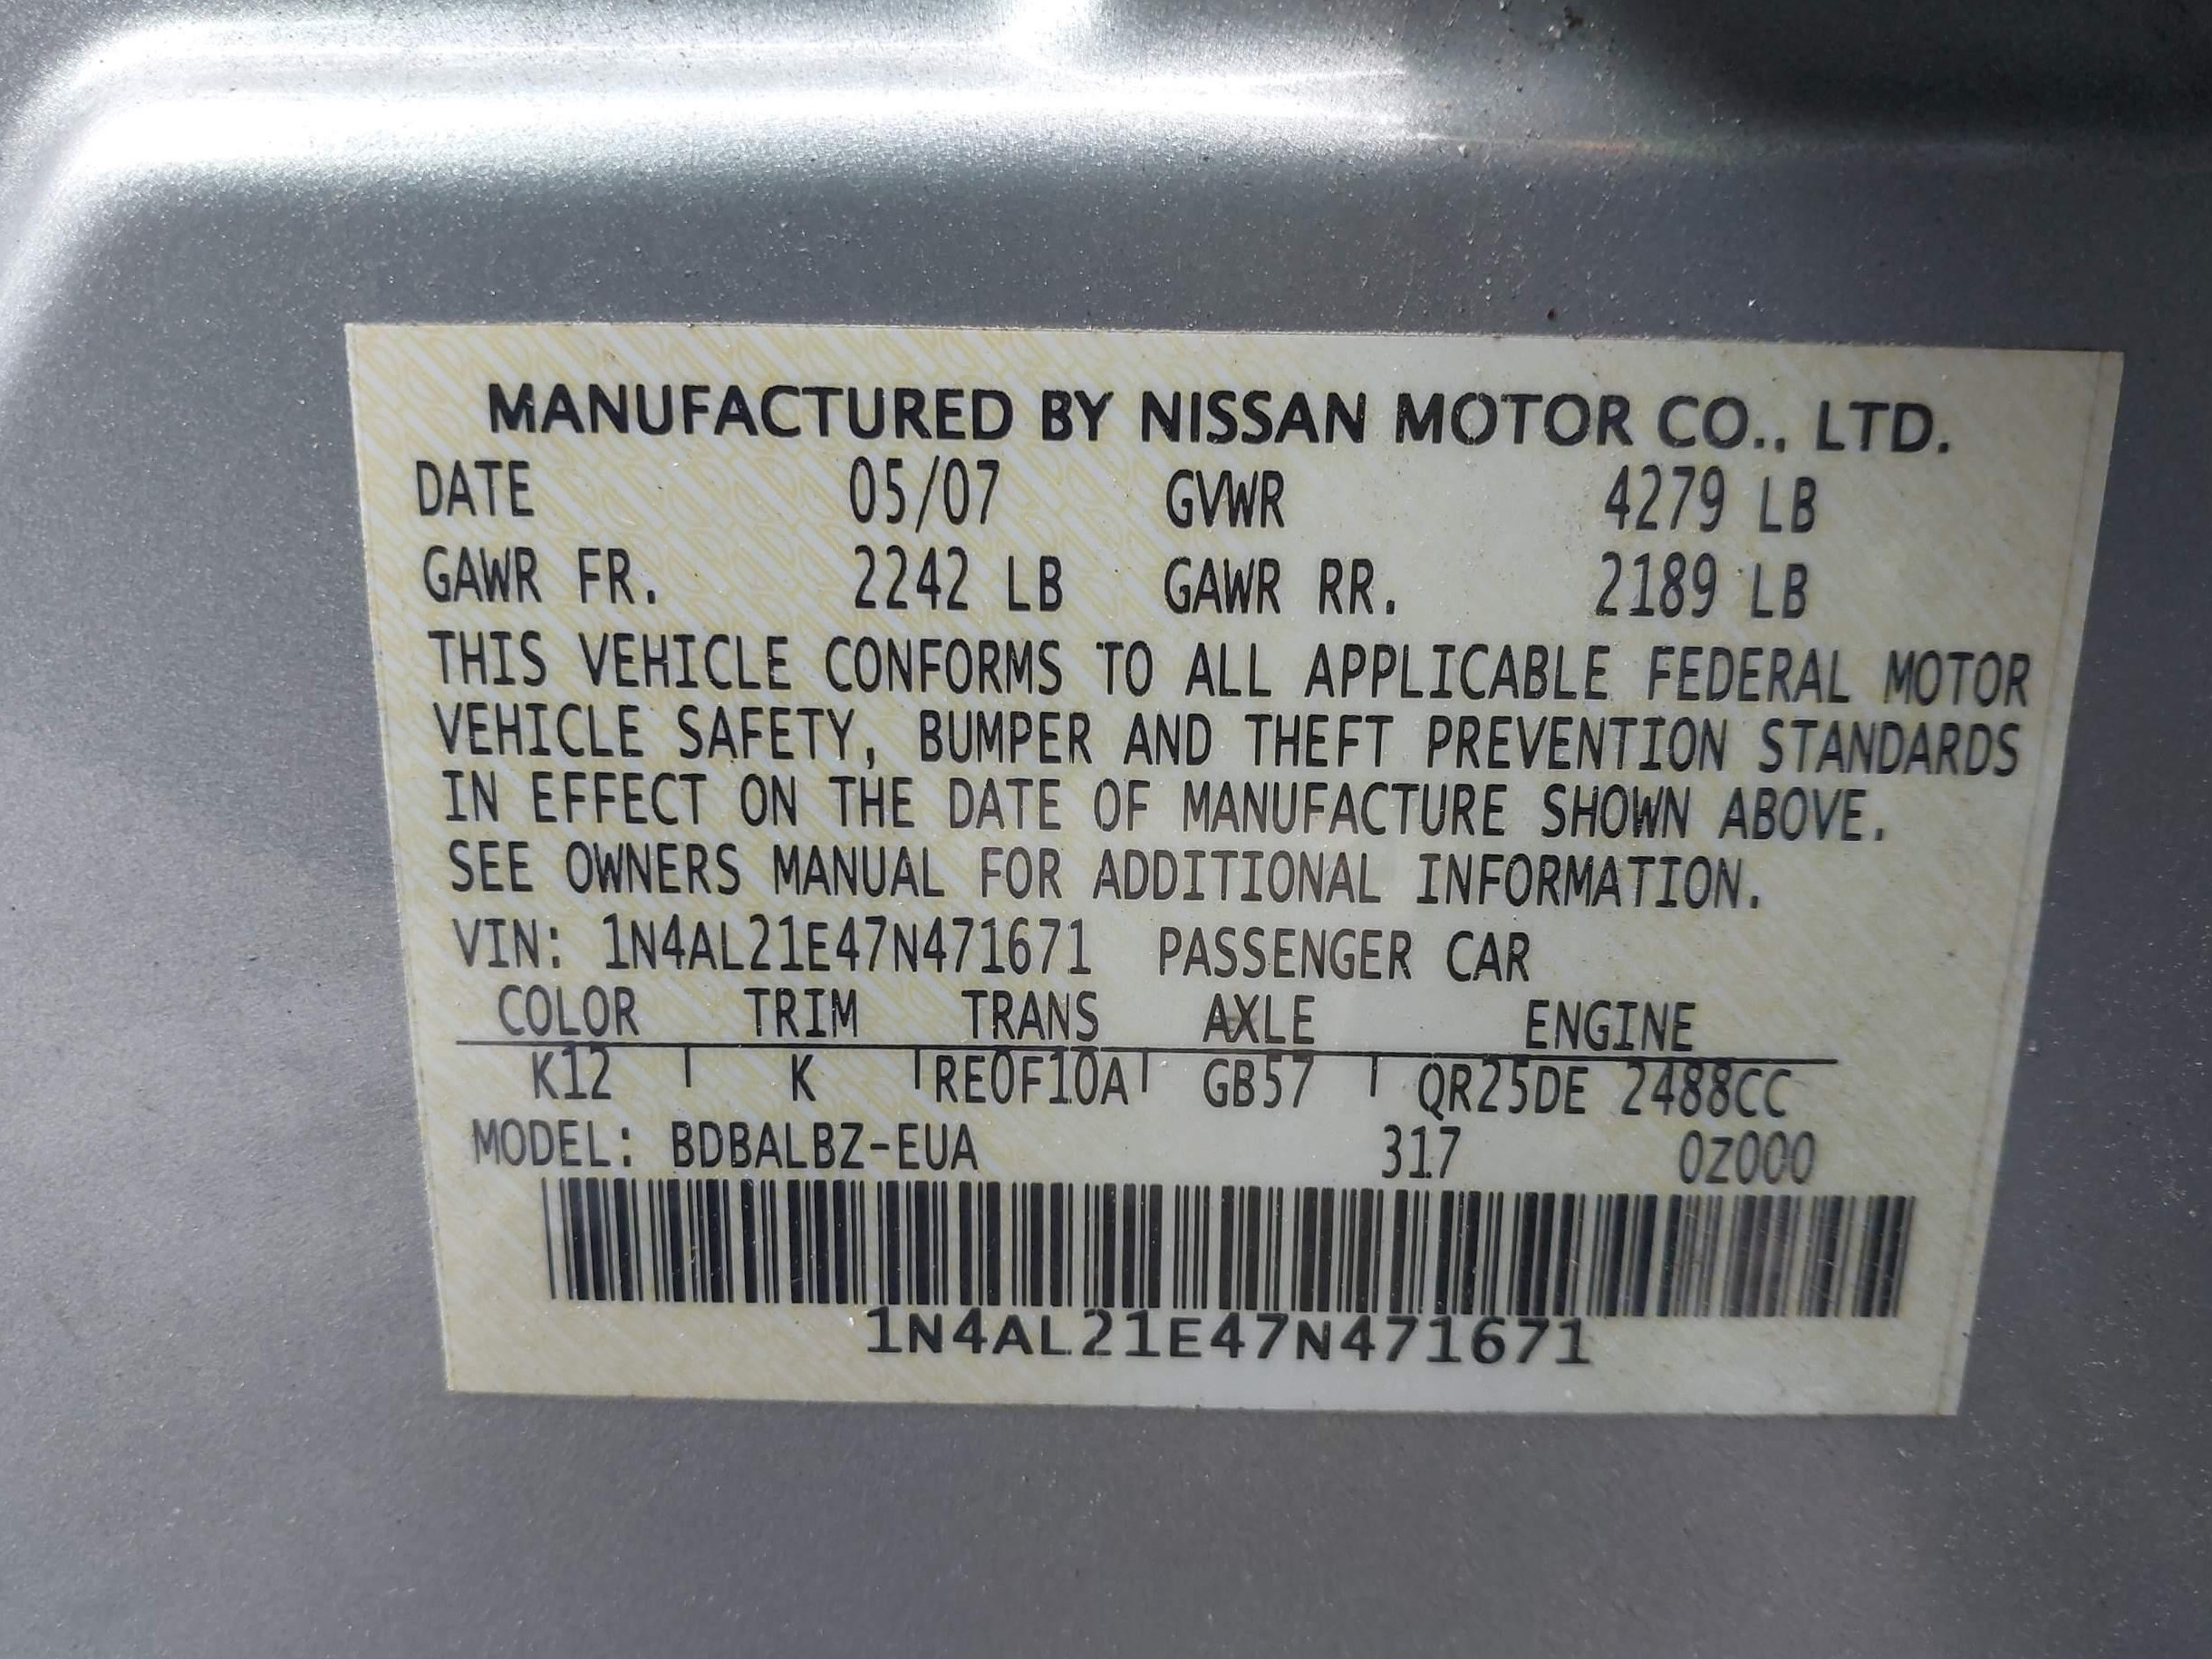 MANUFACTURED BY NISSAN MOTOR CO., LTD.
DATE 05/07 GVWR 4279 LB
GAWR FR. 2242 LB GAWR RR. 2189 LB
THIS VEHICLE CONFORMS TO ALL APPLICABLE FEDERAL MOTOR
VEHICLE SAFETY, BUMPER AND THEFT PREVENTION STANDARDS
IN EFFECT ON THE DATE OF MANUFACTURE SHOWN ABOVE.
SEE OWNERS MANUAL FOR ADDITIONAL INFORMATION.
VIN: 1N4AL21E47N471671 PASSENGER CAR
COLOR TRIM TRANS AXLE ENGINE
K12 K RE0F10A GB57 QR25DE 2488CC
MODEL: BDBALBZ-EUA 317 0Z000
1N4AL21E47N471671